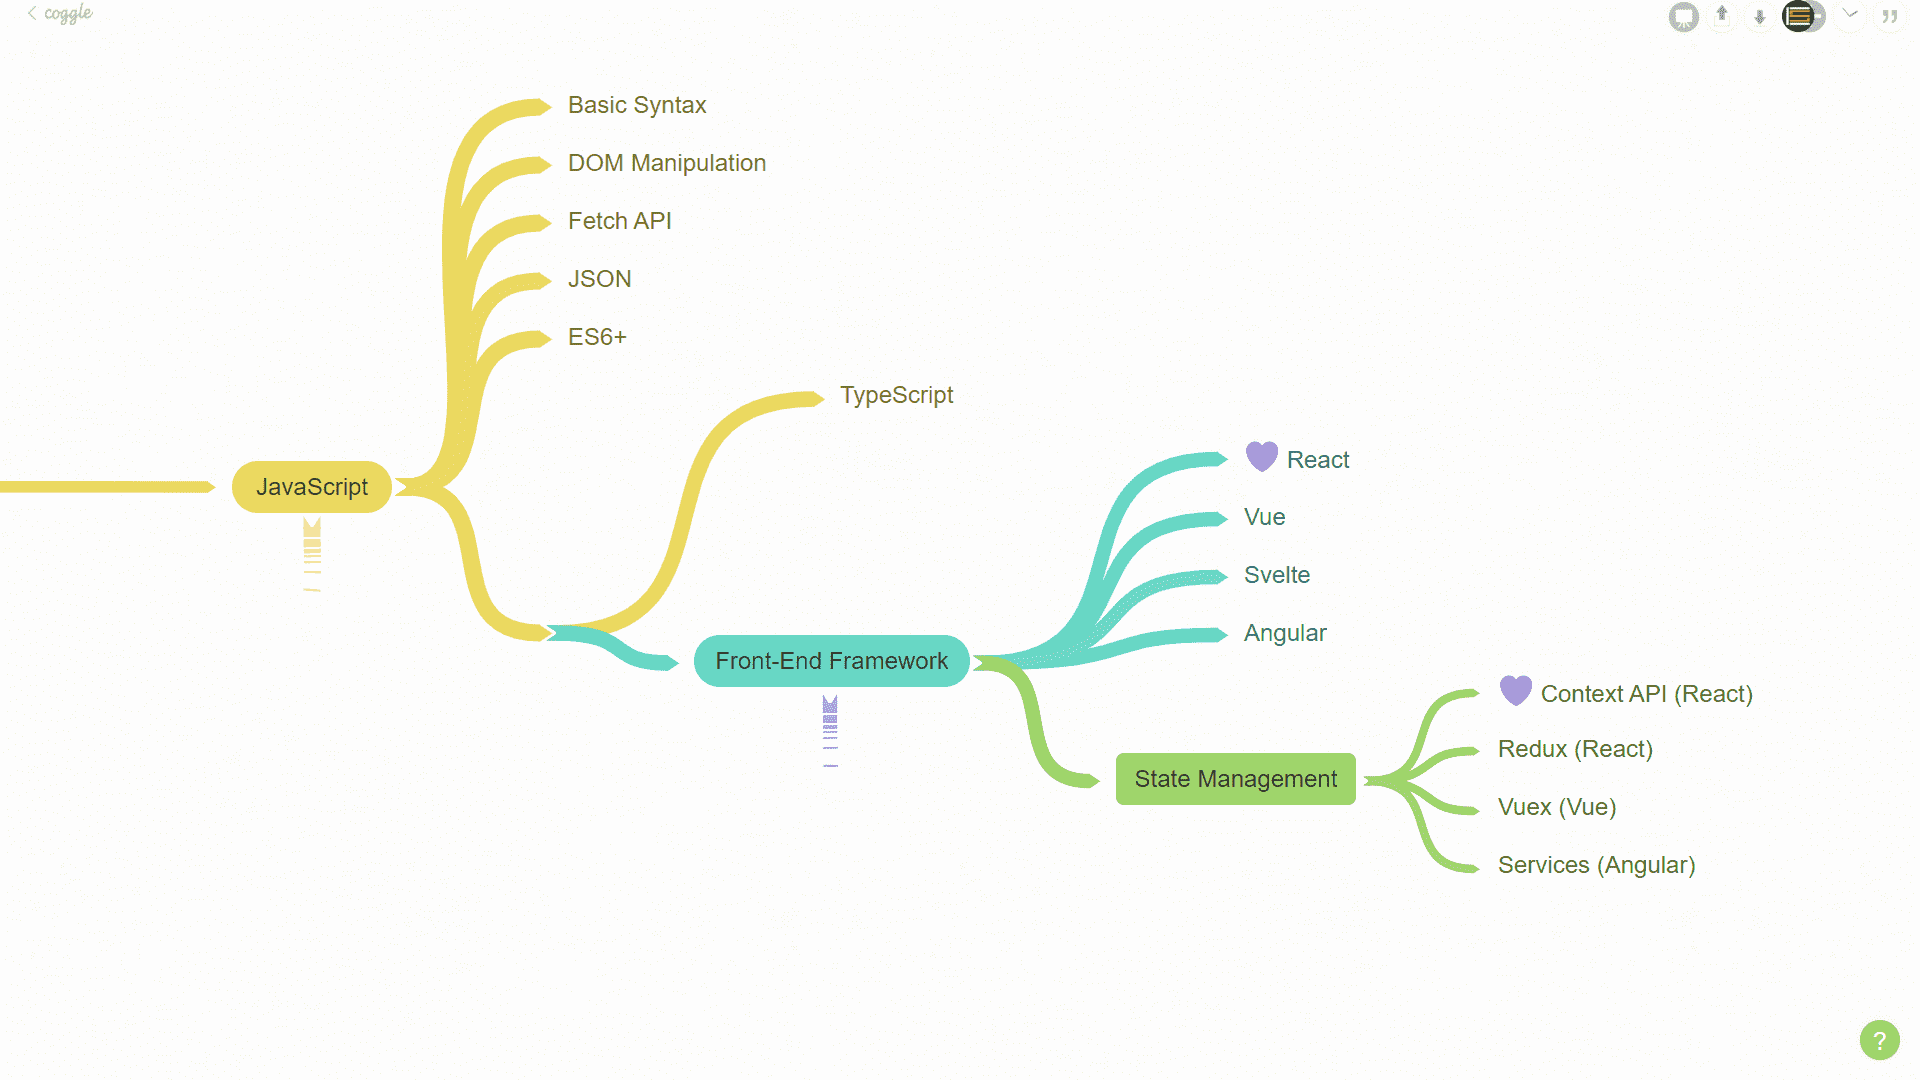 coggle
Basic Syntax
DOM Manipulation
Fetch API
JSON
ES6+
TypeScript
JavaScript
React
Vue
Svelte
Angular
Front-End Framework
State Management
Context API (React)
Redux (React)
Vuex (Vue)
Services (Angular)
?